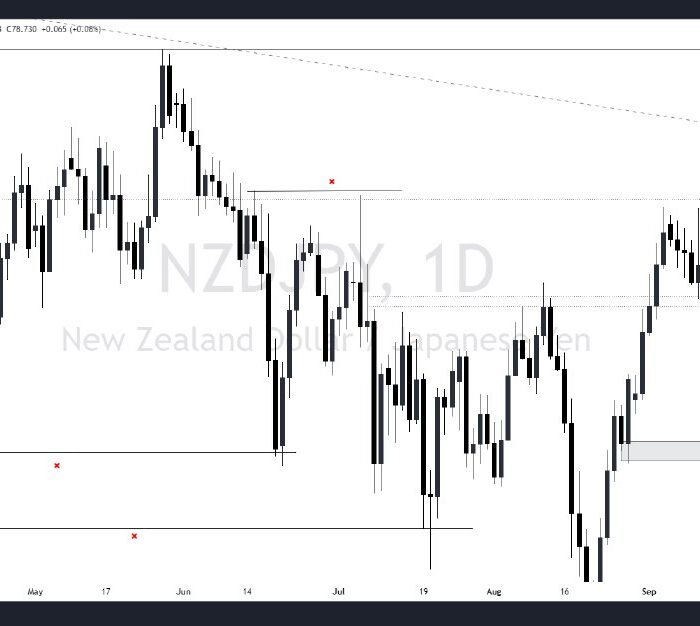 C78.730 +0.065 (+0.08%)
NZDJPY, 1D
New Zealand Dollar / Japanese Yen
May 17 Jun 14 Jul 19 Aug 16 Sep